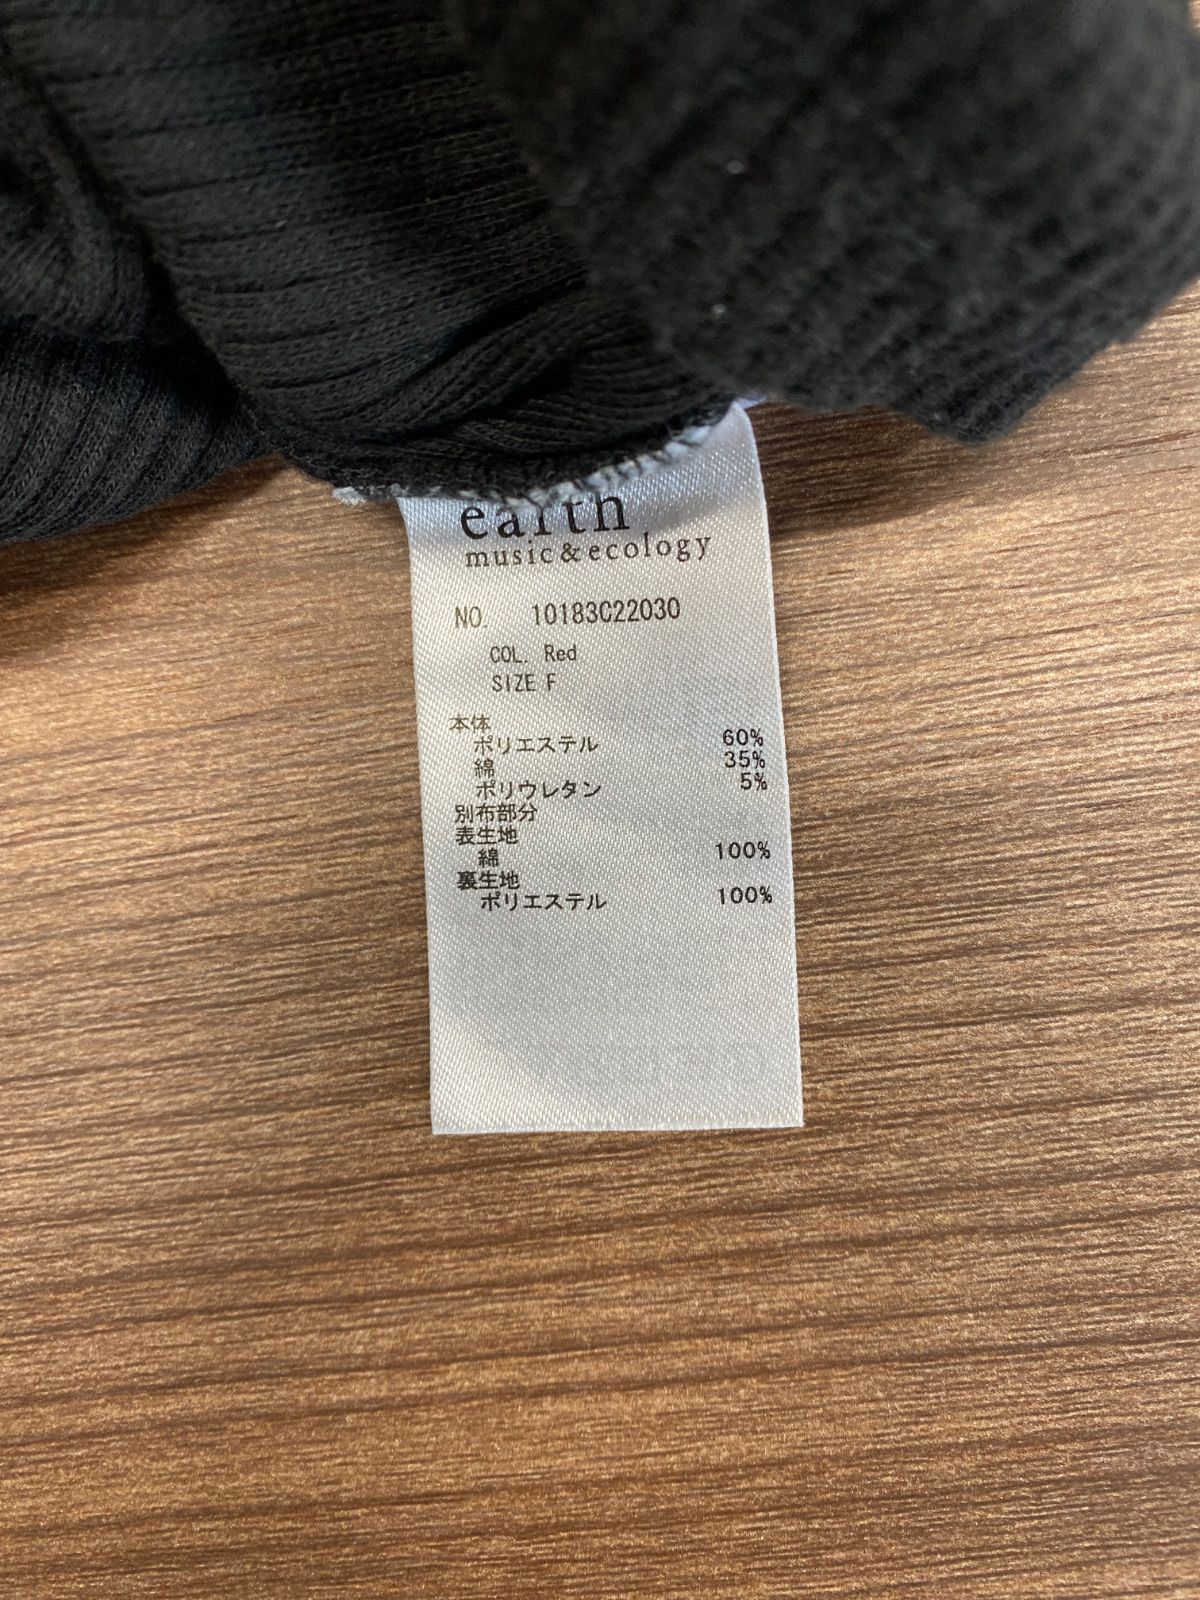 earth
music&ecology
NO. 10183C22030
COL. Red
SIZE F
本体
ポリエステル 60%
綿 35%
ポリウレタン 5%
別布部分
表生地
綿 100%
裏生地
ポリエステル 100%